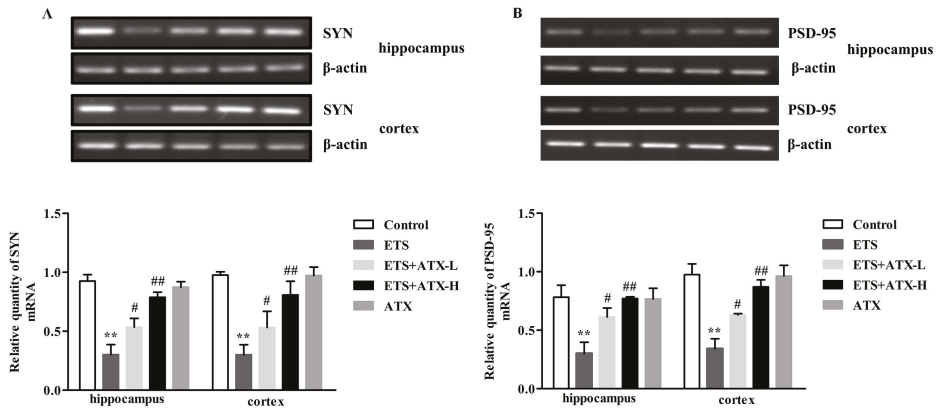 A
SYN
hippocampus
β-actin
SYN
cortex
β-actin
Relative quantity of SYN
mRNA
1.5
1.0
0.5
0.0
**
#
##
**
#
##
hippocampus
cortex
Control
ETS
ETS+ATX-L
ETS+ATX-H
ATX
B
PSD-95
hippocampus
β-actin
PSD-95
cortex
β-actin
Relative quantity of PSD-95
mRNA
1.5
1.0
0.5
0.0
**
#
##
**
#
##
hippocampus
cortex
Control
ETS
ETS+ATX-L
ETS+ATX-H
ATX